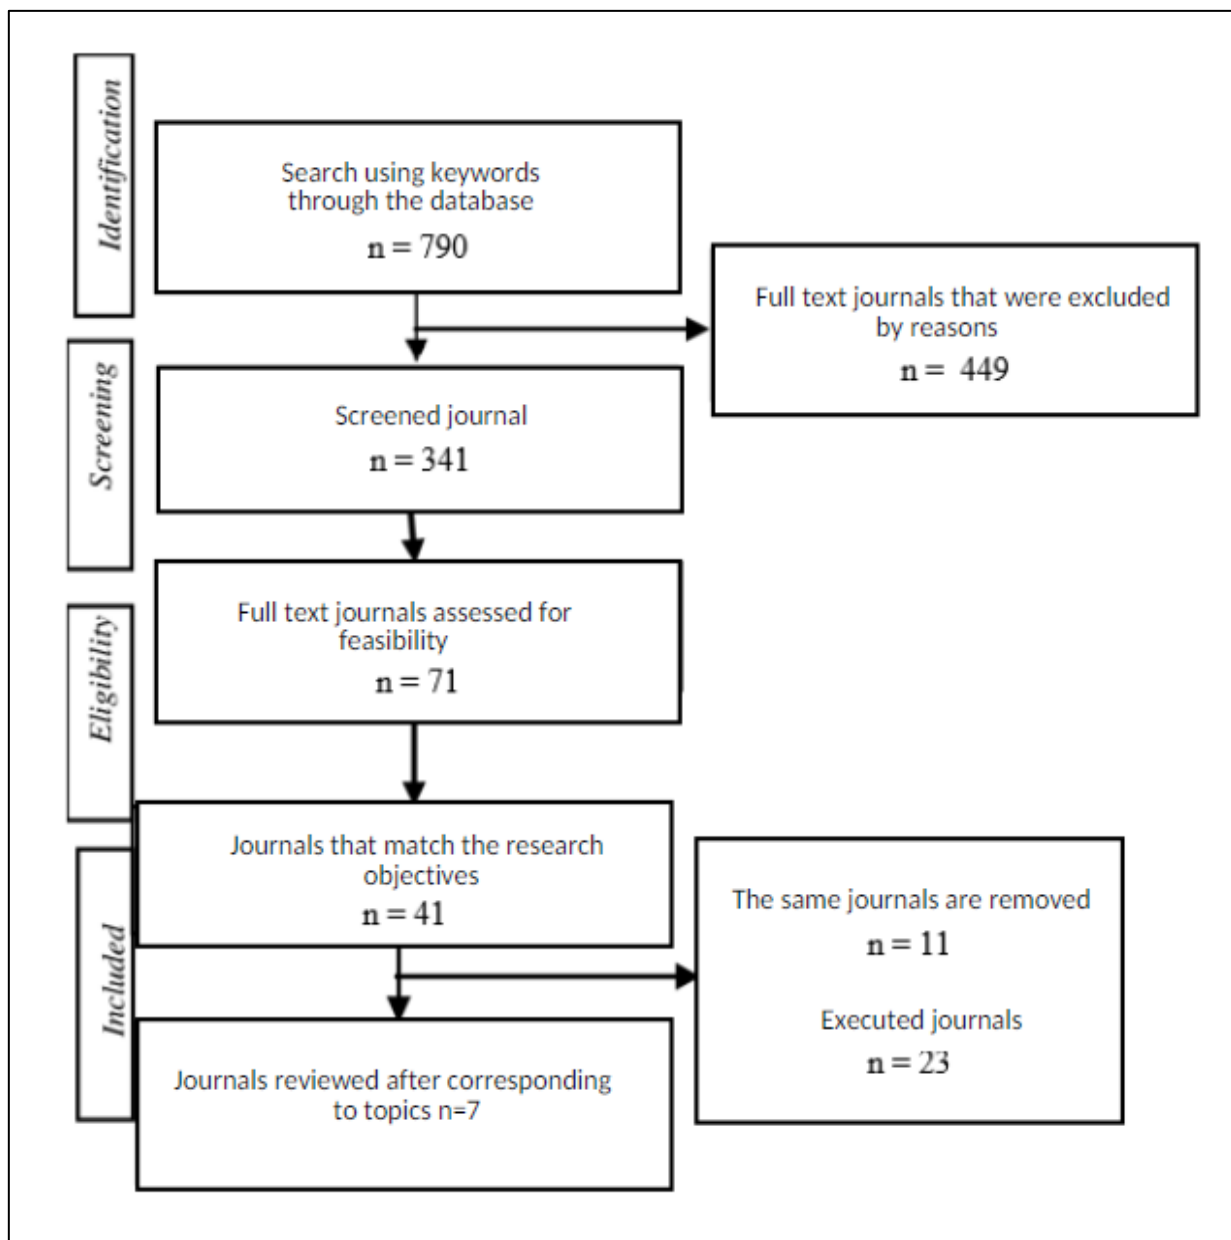 Identification
Search using keywords
through the database
n = 790
Full text journals that were excluded
by reasons
n = 449
Screening
Screened journal
n = 341
Full text journals assessed for
feasibility
n = 71
Eligibility
Journals that match the research
objectives
n = 41
The same journals are removed
n = 11
Executed journals
n = 23
Included
Journals reviewed after corresponding
to topics n=7